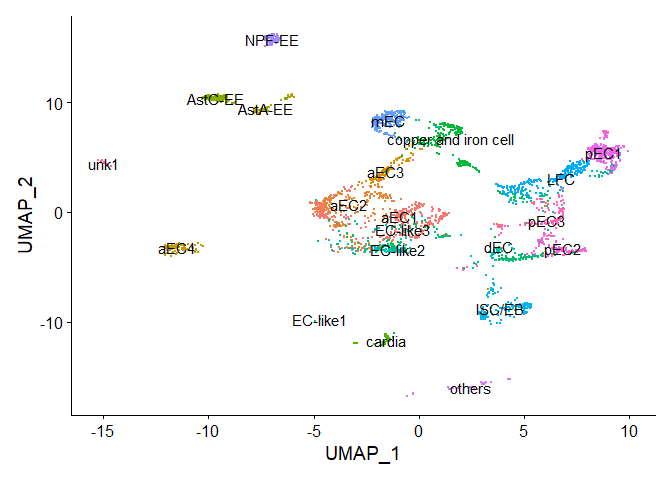 NPF-EE
AstC-EE
AstA-EE
mEC
copper and iron cell
unk1
pEC1
aEC3
LFC
aEC2
aEC1
pEC3
EC-like3
aEC4
EC-like2
dEC
pEC2
ISC/EB
EC-like1
cardia
others
10
0
-10
UMAP_2
-15
-10
-5
0
5
10
UMAP_1